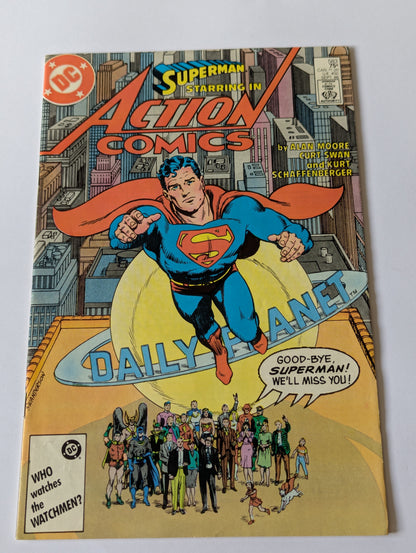 DC
SUPERMAN
STARRING IN
ACTION
COMICS
by ALAN MOORE
CURT SWAN
and KURT
SCHAFFENBERGER
DAILY PLANET
GOOD-BYE,
SUPERMAN!
WE'LL MISS YOU!
DC
WHO
watches
the
WATCHMEN?